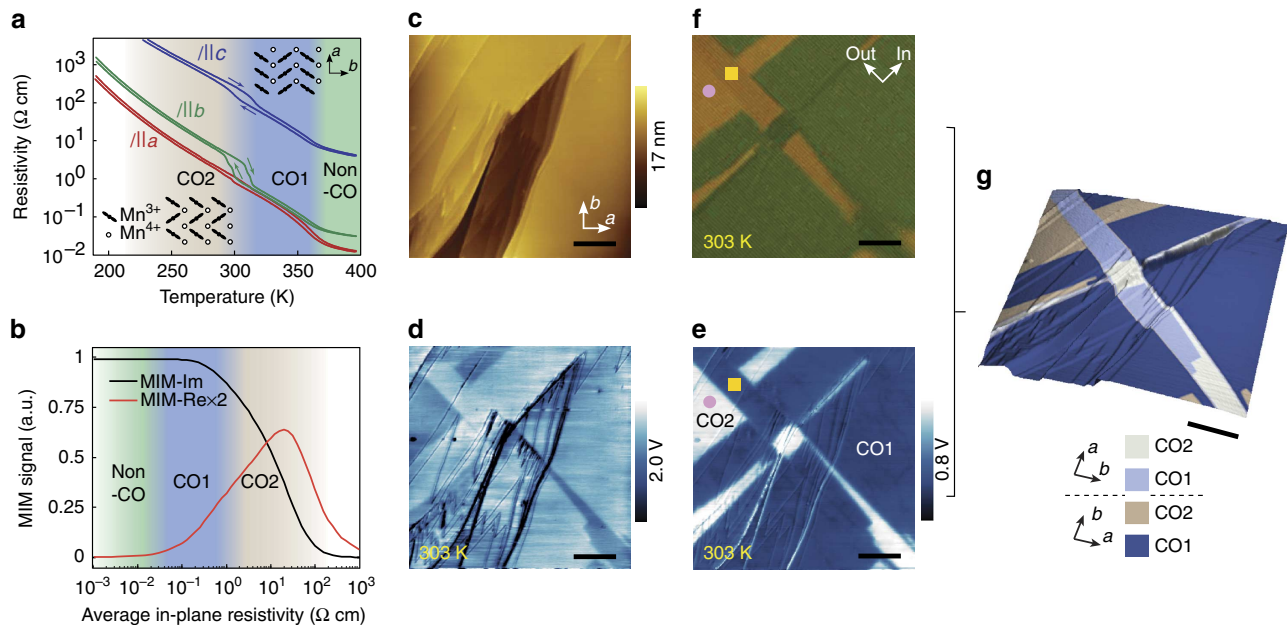 a
Resistivity (Ω cm)
10³
10²
10¹
10⁰
10⁻¹
10⁻²
I||c
I||b
I||a
a
b
CO2
CO1
Non
-CO
Mn³⁺
Mn⁴⁺
200
250
300
350
400
Temperature (K)
b
MIM signal (a.u.)
1
0.75
0.5
0.25
0
MIM-Im
MIM-Re×2
Non
-CO
CO1
CO2
10⁻³
10⁻²
10⁻¹
10⁰
10¹
10²
10³
Average in-plane resistivity (Ω cm)
c
b
a
17 nm
d
303 K
2.0 V
f
Out
In
303 K
e
CO2
CO1
303 K
0.8 V
g
a
b
CO2
CO1
b
a
CO2
CO1